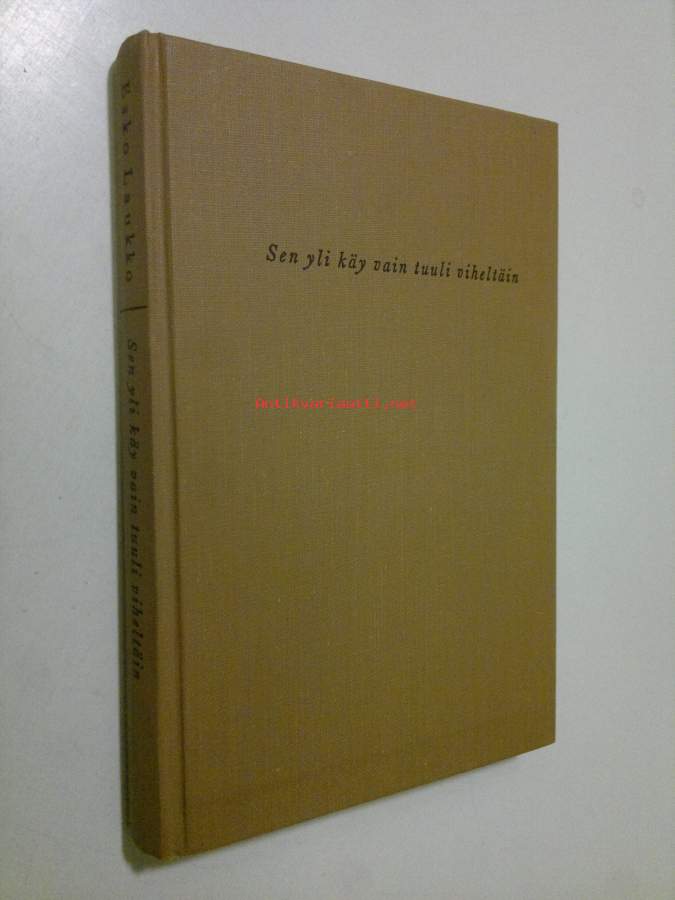 Esko Laukko
Sen yli käy vain tuuli viheltäin
Sen yli käy vain tuuli viheltäin
Antikvariaatti.net